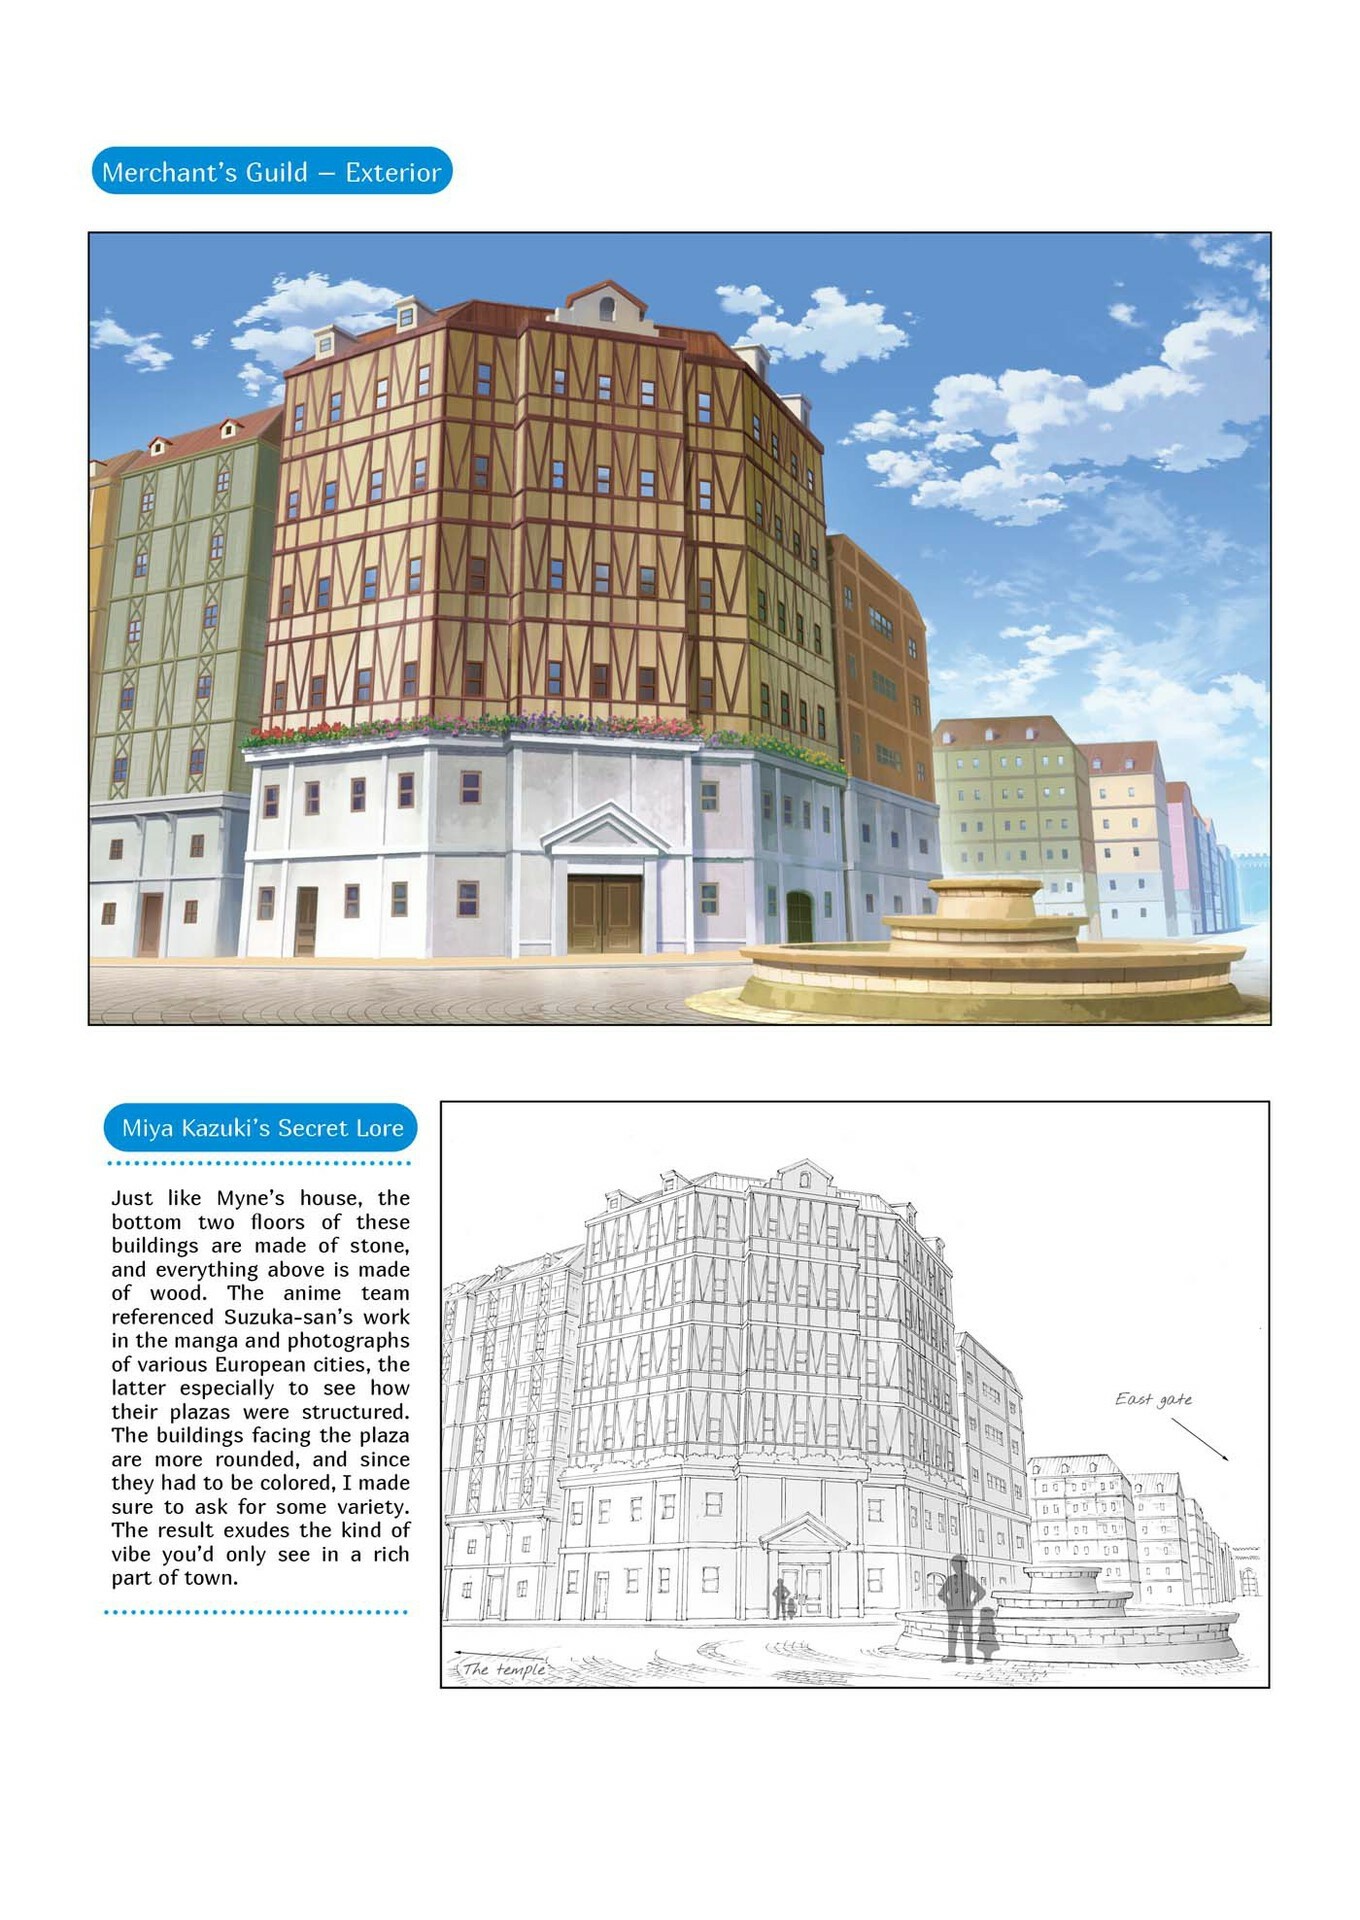 Merchant's Guild – Exterior
Miya Kazuki's Secret Lore
Just like Myne's house, the
bottom two floors of these
buildings are made of stone,
and everything above is made
of wood. The anime team
referenced Suzuka-san's work
in the manga and photographs
of various European cities, the
latter especially to see how
their plazas were structured.
The buildings facing the plaza
are more rounded, and since
they had to be colored, I made
sure to ask for some variety.
The result exudes the kind of
vibe you'd only see in a rich
part of town.
East gate
The temple